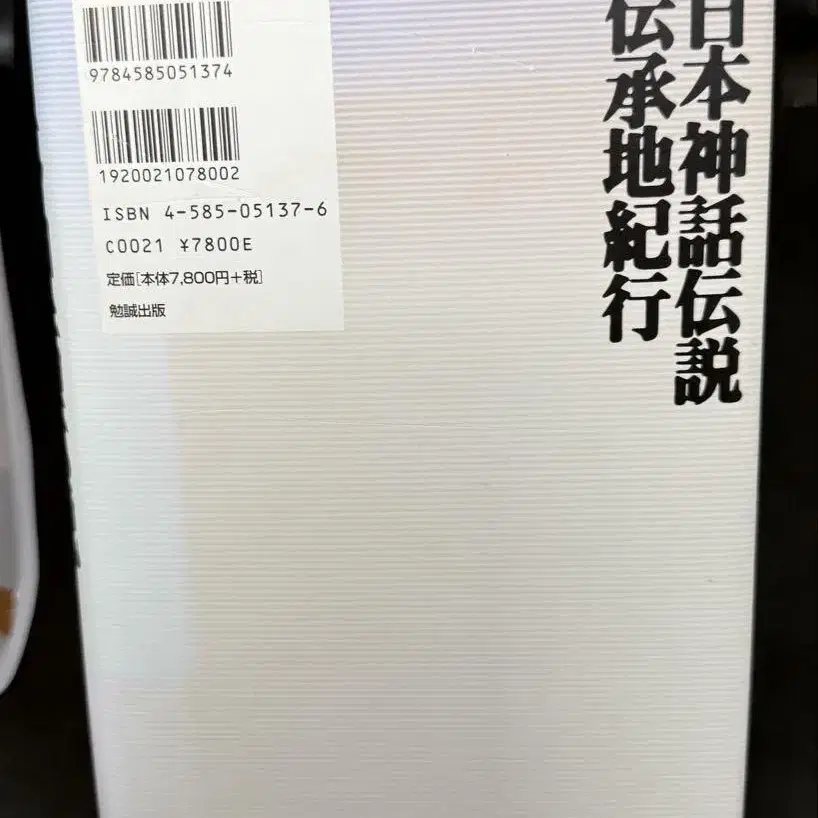 9784585051374
1920021078002
ISBN 4-585-05137-6
C0021 ¥7800E
定価[本体7,800円+税]
勉誠出版
日本神話伝説
伝承地紀行